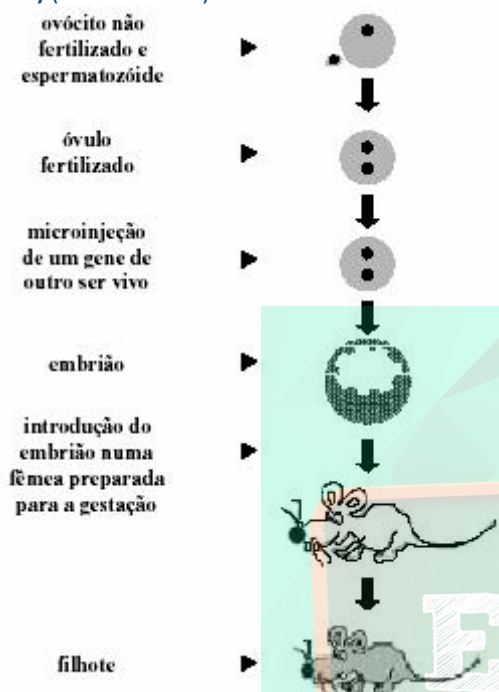 ovócito não
fertilizado e
espermatozóide
óvulo
fertilizado
microinjeção
de um gene de
outro ser vivo
embrião
introdução do
embrião numa
fêmea preparada
para a gestação
filhote
E